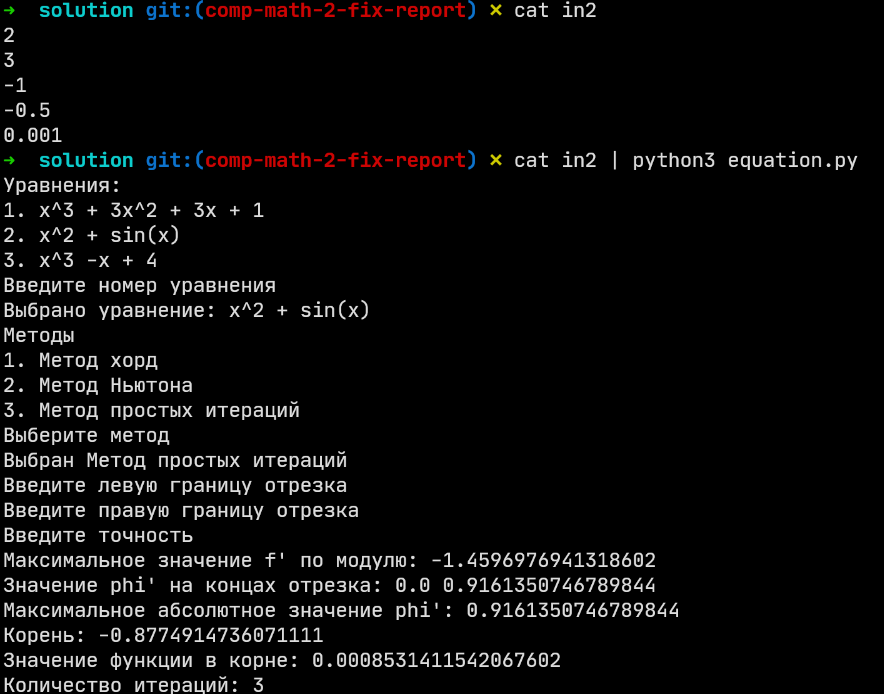 → solution git:(comp-math-2-fix-report) × cat in2
2
3
-1
-0.5
0.001
→ solution git:(comp-math-2-fix-report) × cat in2 | python3 equation.py
Уравнения:
1. x^3 + 3x^2 + 3x + 1
2. x^2 + sin(x)
3. x^3 -x + 4
Введите номер уравнения
Выбрано уравнение: x^2 + sin(x)
Методы
1. Метод хорд
2. Метод Ньютона
3. Метод простых итераций
Выберите метод
Выбран Метод простых итераций
Введите левую границу отрезка
Введите правую границу отрезка
Введите точность
Максимальное значение f' по модулю: -1.4596976941318602
Значение phi' на концах отрезка: 0.0 0.9161350746789844
Максимальное абсолютное значение phi': 0.9161350746789844
Корень: -0.8774914736071111
Значение функции в корне: 0.0008531411542067602
Количество итераций: 3